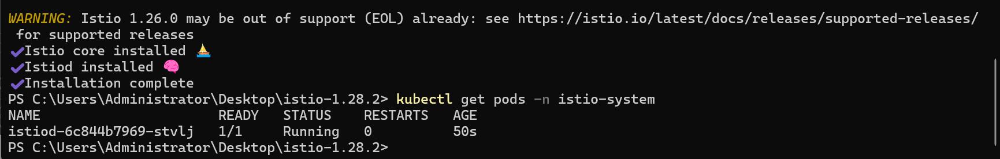 WARNING: Istio 1.26.0 may be out of support (EOL) already: see https://istio.io/latest/docs/releases/supported-releases/
for supported releases
✔Istio core installed ⛵
✔Istiod installed 🧠
✔Installation complete
PS C:\Users\Administrator\Desktop\istio-1.28.2> kubectl get pods -n istio-system
NAME                      READY   STATUS    RESTARTS   AGE
istiod-6c844b7969-stvlj   1/1     Running   0          50s
PS C:\Users\Administrator\Desktop\istio-1.28.2>